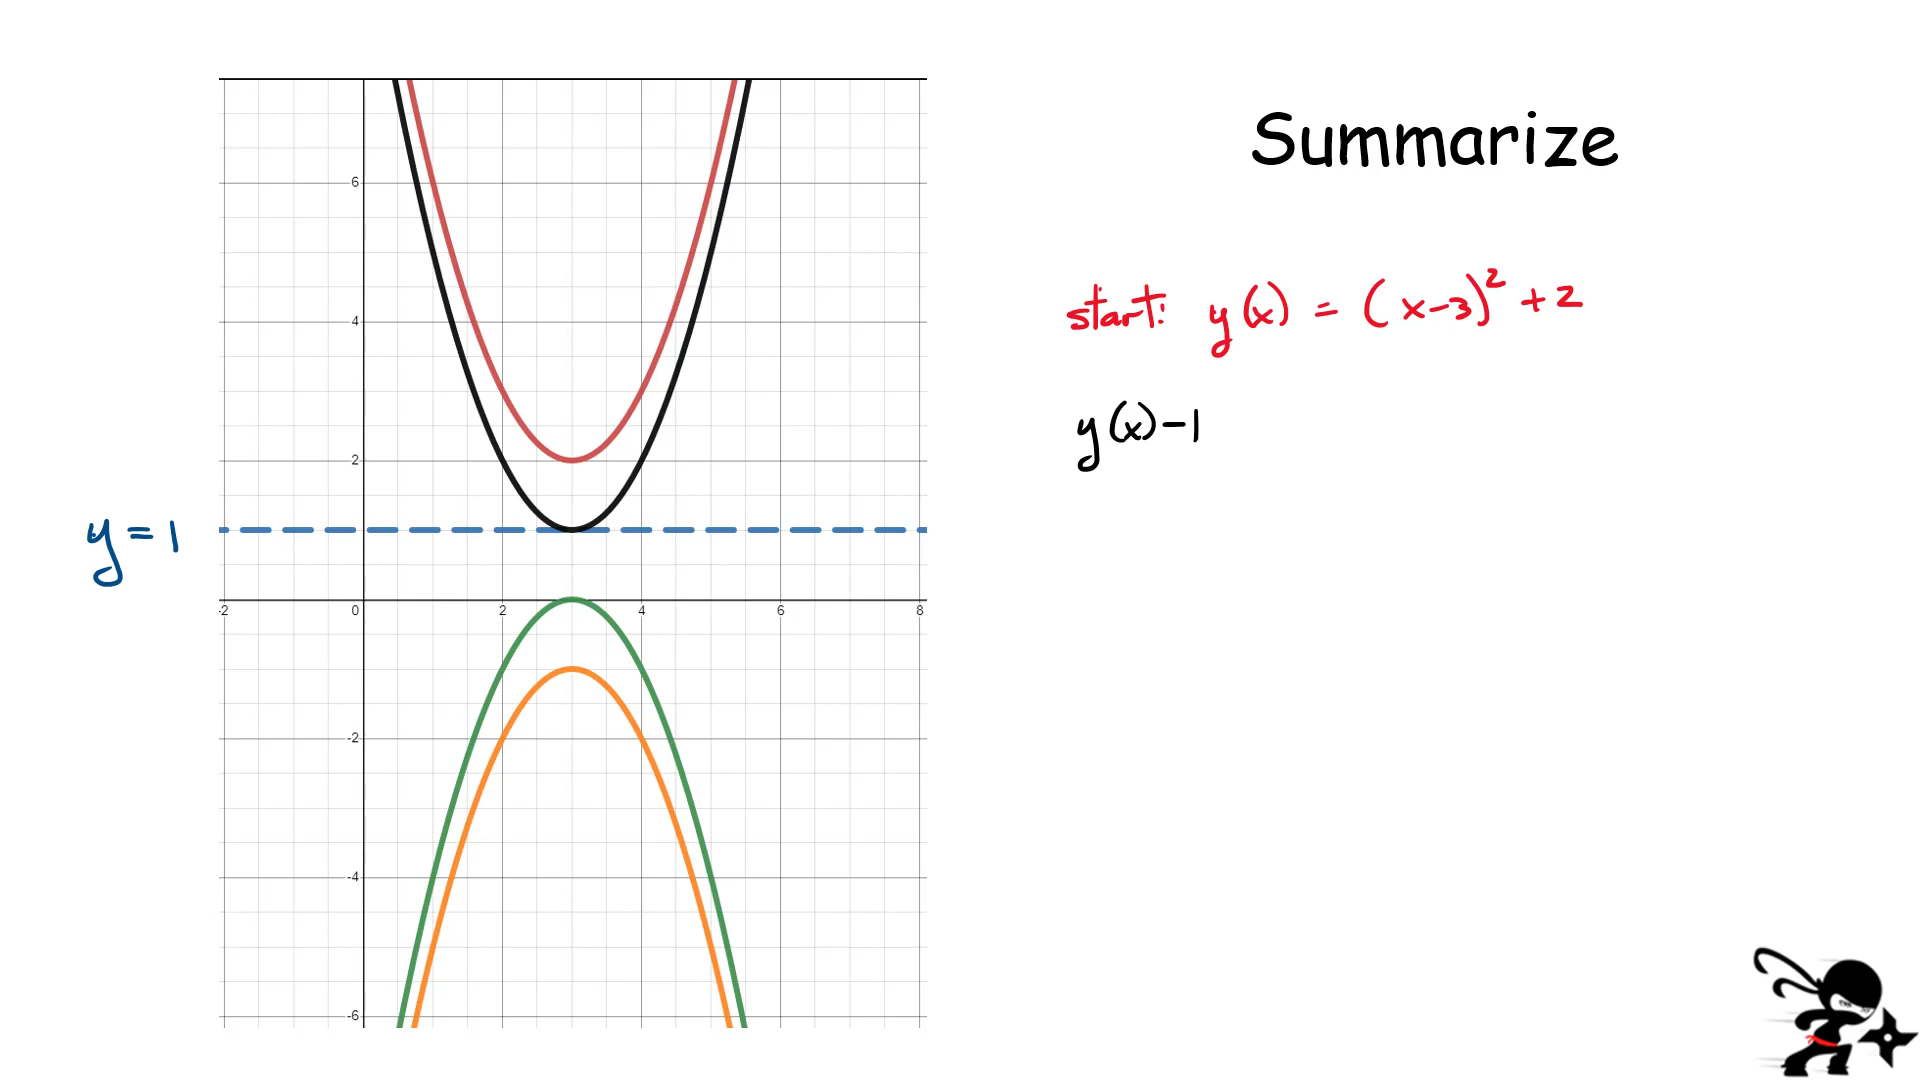 Summarize
start: y(x) = (x-3)² + 2
y(x) - 1
y = 1
6
4
2
-2 0 2 4 6 8
-2
-4
-6